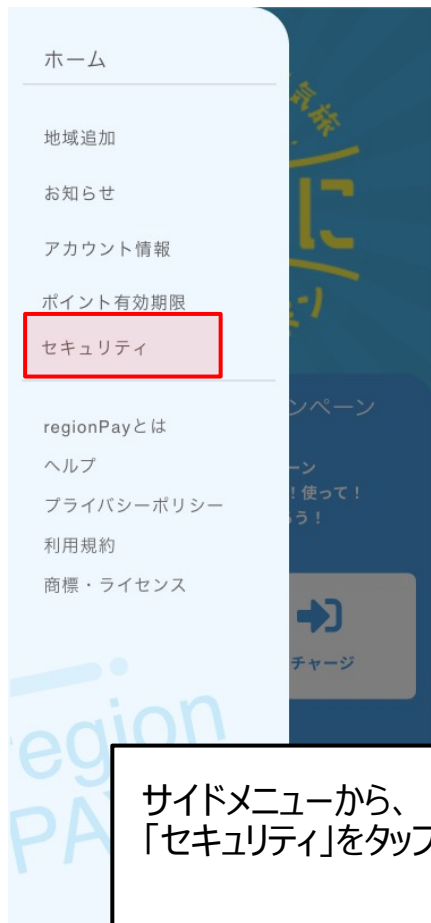 ホーム
地域追加
お知らせ
アカウント情報
ポイント有効期限
セキュリティ
regionPayとは
ヘルプ
プライバシーポリシー
利用規約
商標・ライセンス
気旅
に
ン
ンペーン
ーン
！使って！
う！
チャージ
region
PAY
サイドメニューから、
「セキュリティ」をタップ